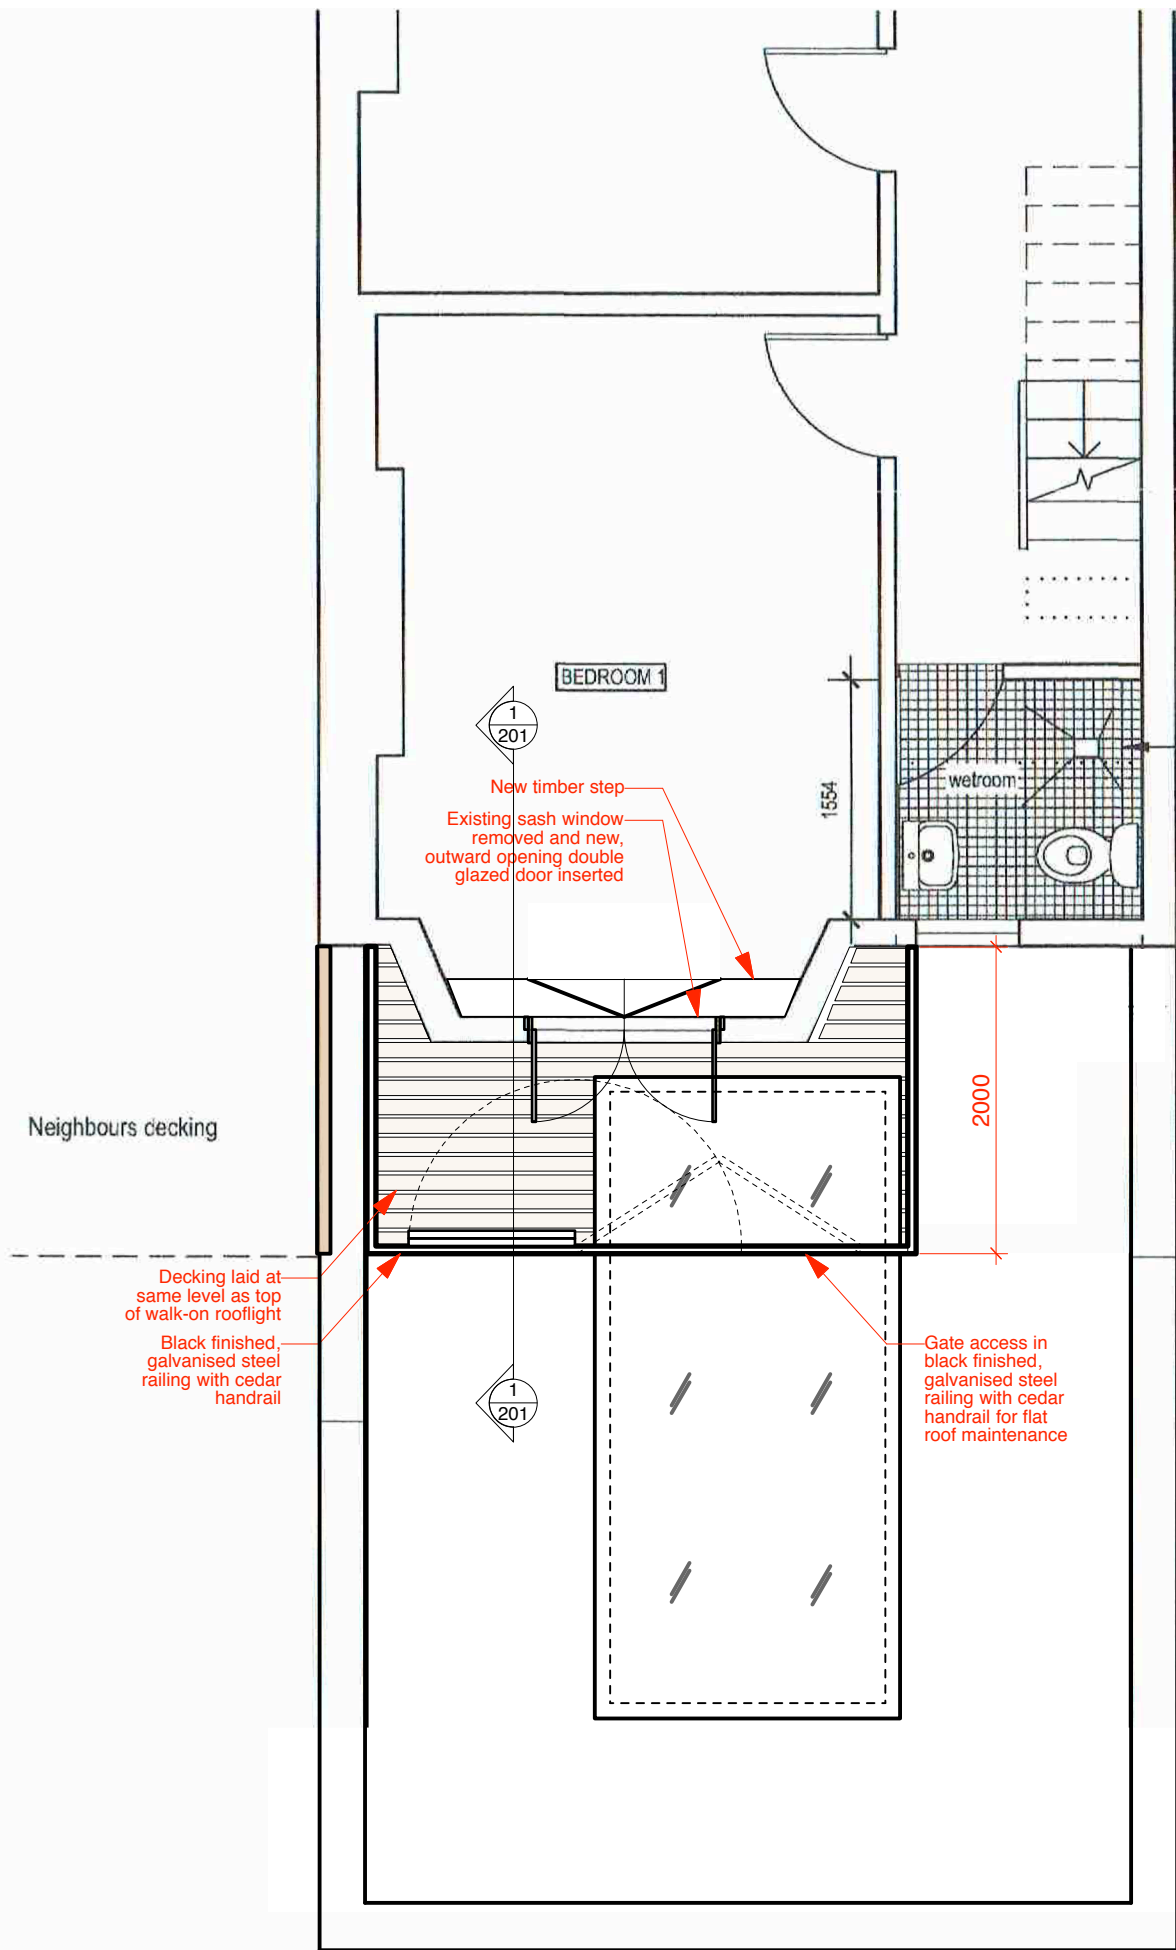 BEDROOM 1
1
201
New timber step
Existing sash window
removed and new,
outward opening double
glazed door inserted
1554
wetroom
2000
Neighbours decking
Decking laid at
same level as top
of walk-on rooflight
Black finished,
galvanised steel
railing with cedar
handrail
1
201
Gate access in
black finished,
galvanised steel
railing with cedar
handrail for flat
roof maintenance